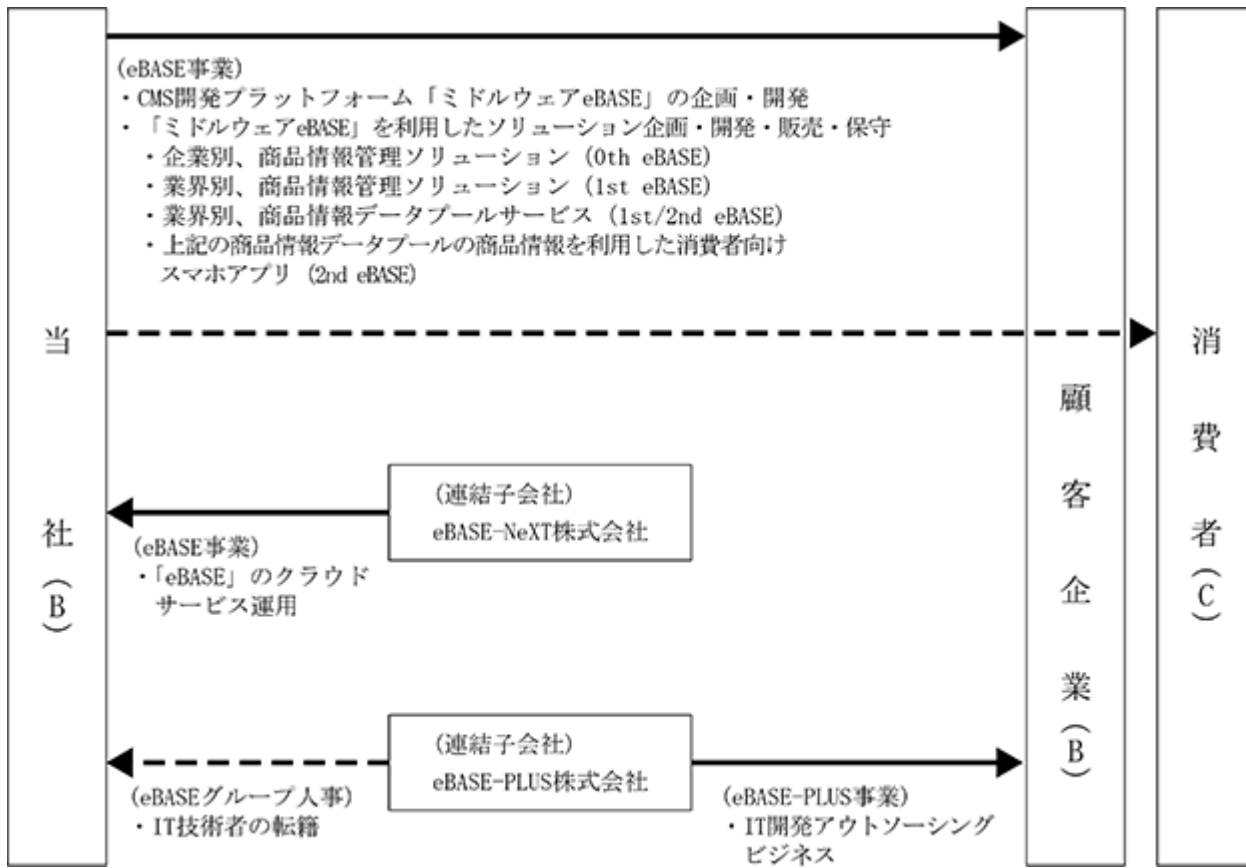 (eBASE事業)
・CMS開発プラットフォーム「ミドルウェアeBASE」の企画・開発
・「ミドルウェアeBASE」を利用したソリューション企画・開発・販売・保守
・企業別、商品情報管理ソリューション (0th eBASE)
・業界別、商品情報管理ソリューション (1st eBASE)
・業界別、商品情報データプールサービス (1st/2nd eBASE)
・上記の商品情報データプールの商品情報を利用した消費者向け
スマホアプリ (2nd eBASE)
当社(B)
(連結子会社)
eBASE-NeXT株式会社
(eBASE事業)
・「eBASE」のクラウド
サービス運用
(連結子会社)
eBASE-PLUS株式会社
(eBASEグループ人事)
・IT技術者の転籍
(eBASE-PLUS事業)
・IT開発アウトソーシング
ビジネス
顧客企業(B)
消費者(C)